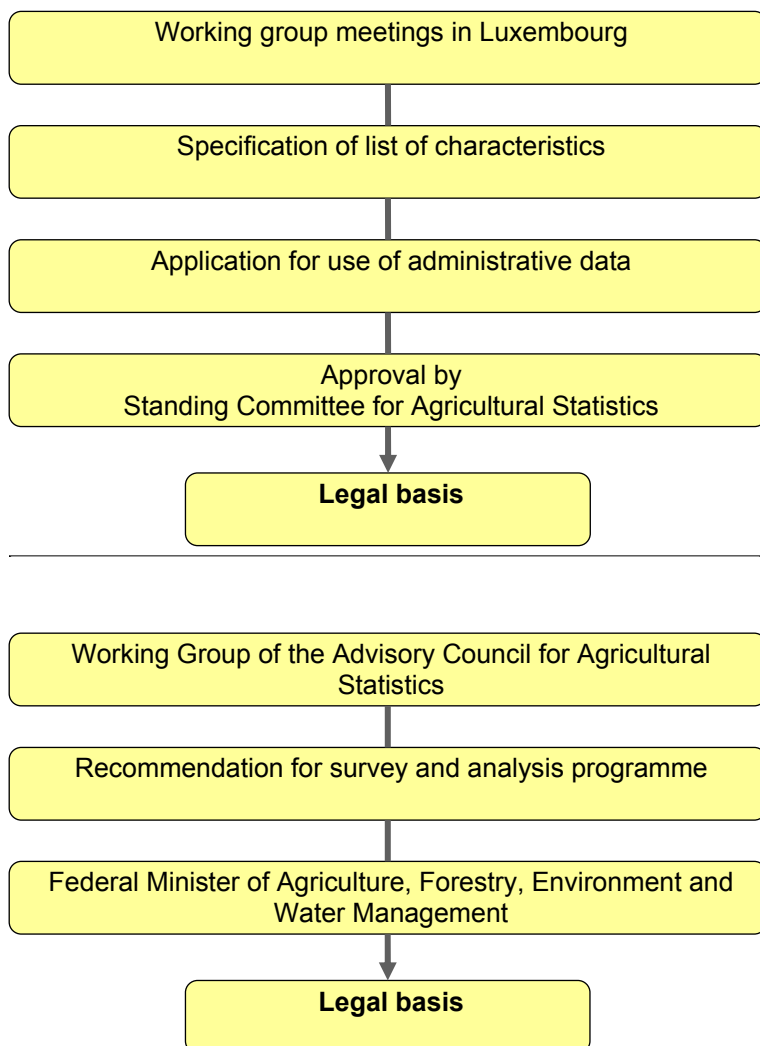 Working group meetings in Luxembourg
Specification of list of characteristics
Application for use of administrative data
Approval by
Standing Committee for Agricultural Statistics
Legal basis
Working Group of the Advisory Council for Agricultural
Statistics
Recommendation for survey and analysis programme
Federal Minister of Agriculture, Forestry, Environment and
Water Management
Legal basis